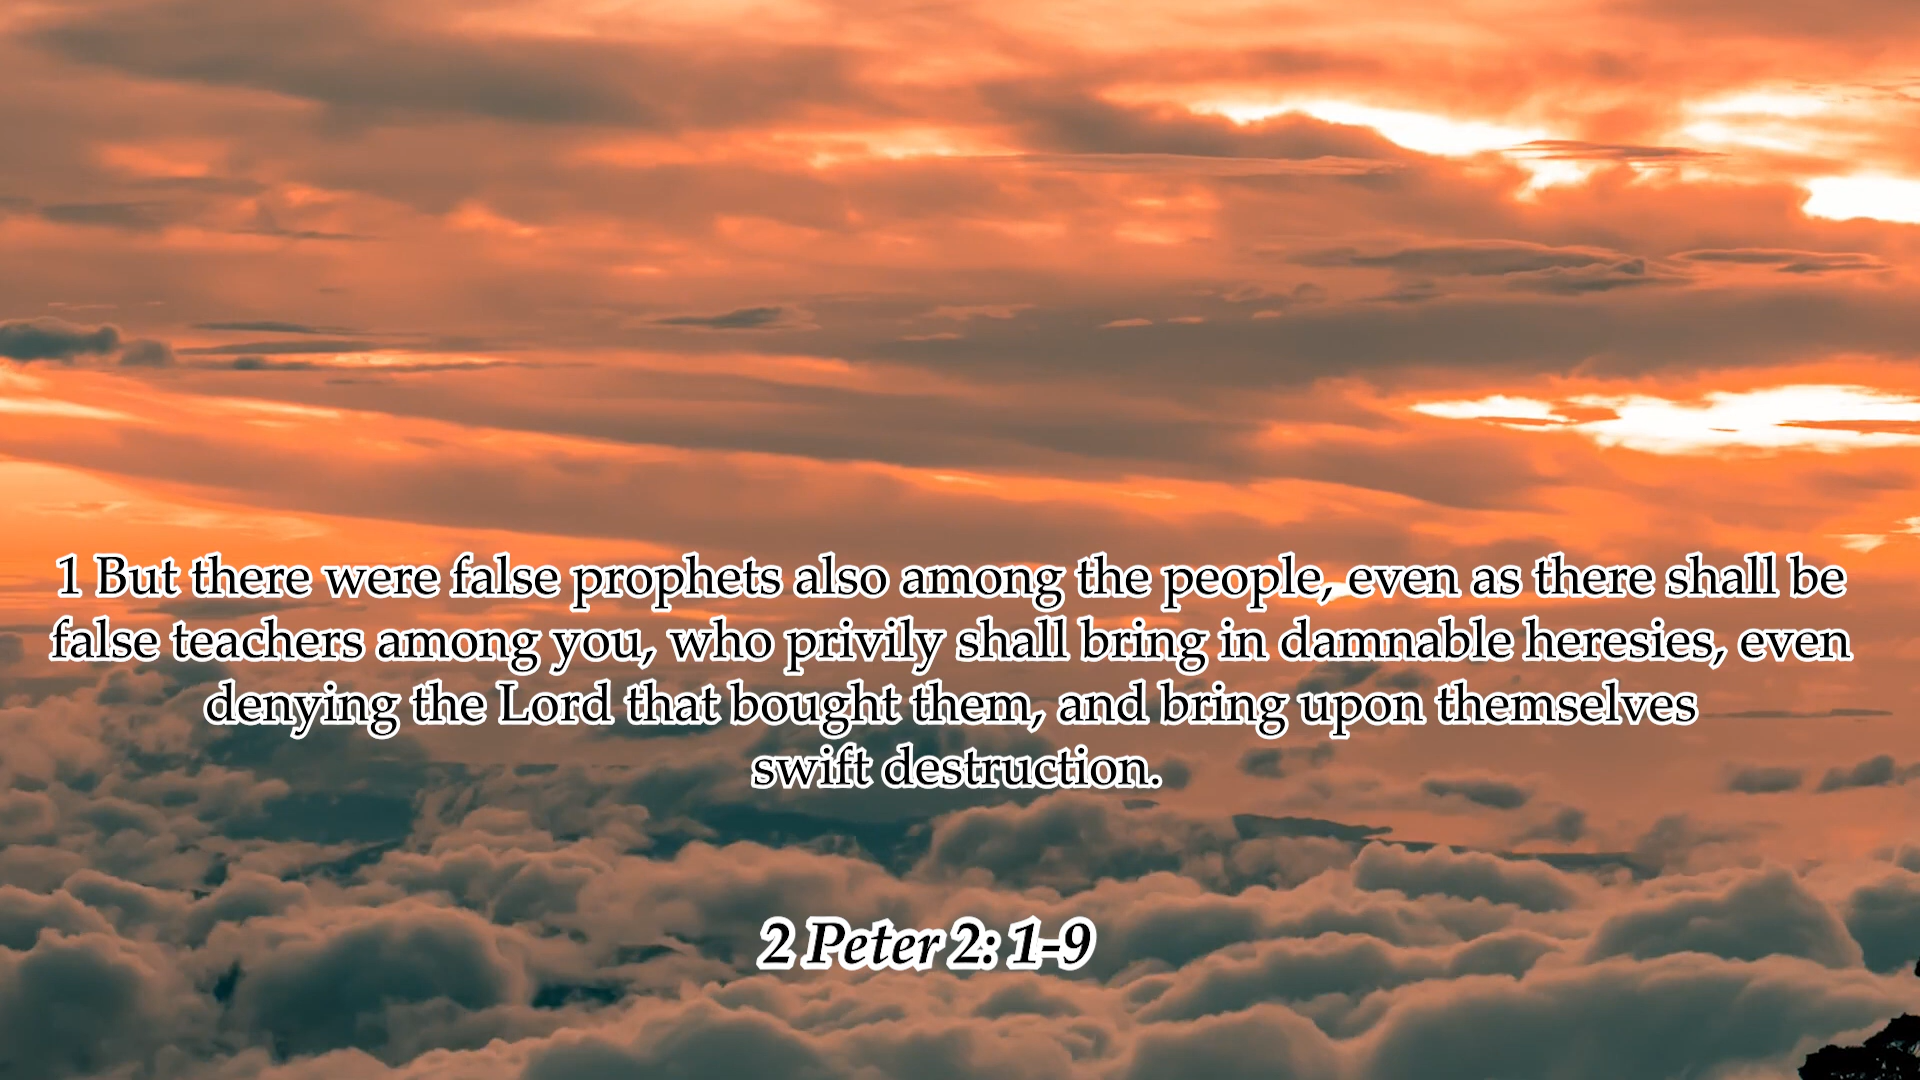 1 But there were false prophets also among the people, even as there shall be
false teachers among you, who privily shall bring in damnable heresies, even
denying the Lord that bought them, and bring upon themselves
swift destruction.
2 Peter 2: 1-9